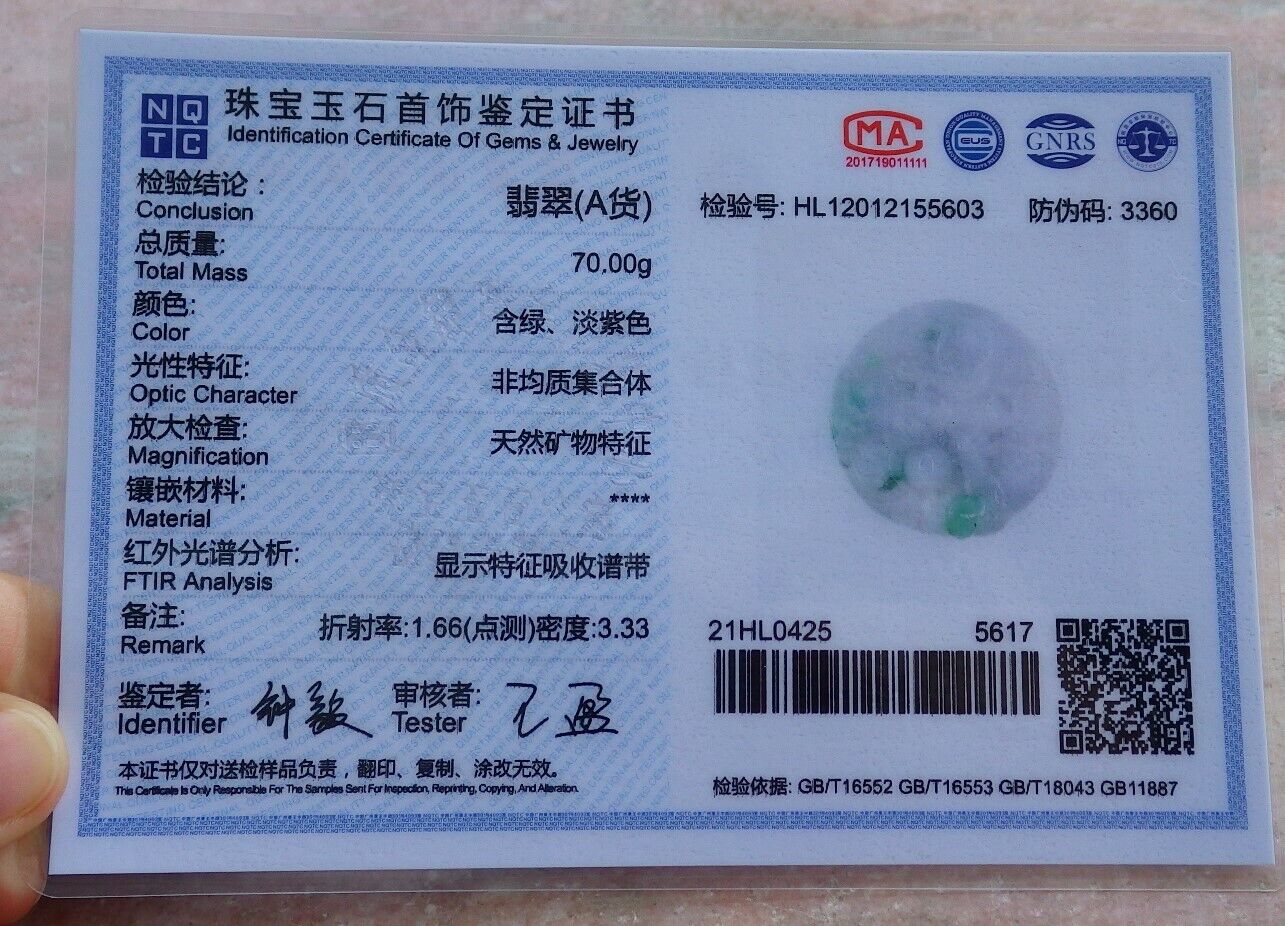 NQ
TC
珠宝玉石首饰鉴定证书
Identification Certificate Of Gems & Jewelry
MA
201719011111
EUS
GNRS
检验结论：
Conclusion
翡翠(A货)
检验号: HL12012155603
防伪码: 3360
总质量:
Total Mass
70.00g
颜色:
Color
含绿、淡紫色
光性特征:
Optic Character
非均质集合体
放大检查:
Magnification
天然矿物特征
镶嵌材料:
Material
****
红外光谱分析:
FTIR Analysis
显示特征吸收谱带
备注:
Remark
折射率:1.66(点测)密度:3.33
鉴定者:
Identifier
审核者:
Tester
本证书仅对送检样品负责，翻印、复制、涂改无效。
This Certificate is Only Responsible For The Samples Sent For Inspection, Reprinting, Copying, And Alteration.
21HL0425
5617
检验依据: GB/T16552 GB/T16553 GB/T18043 GB11887